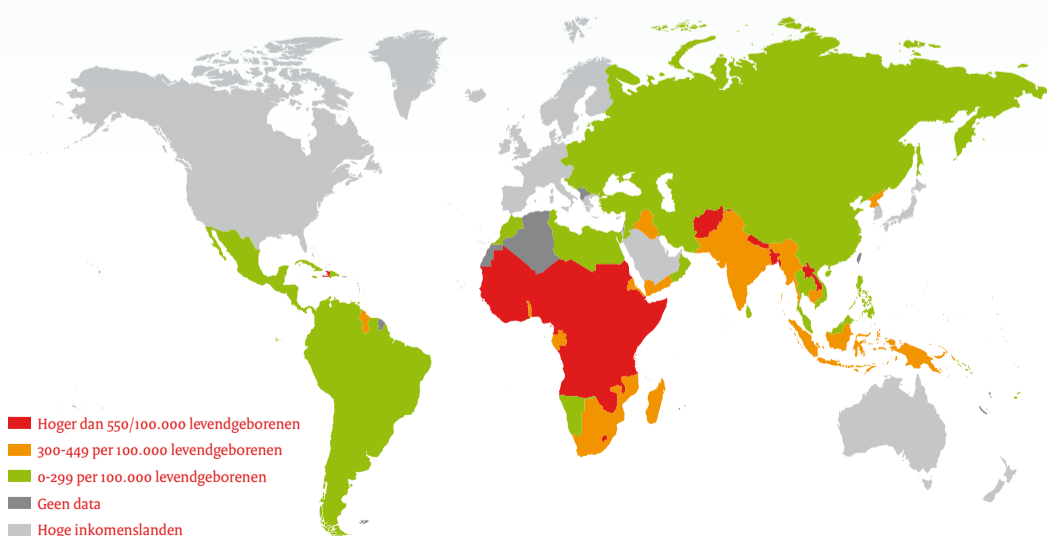 Hoger dan 550/100.000 levendgeborenen
300-449 per 100.000 levendgeborenen
0-299 per 100.000 levendgeborenen
Geen data
Hoge inkomenslanden